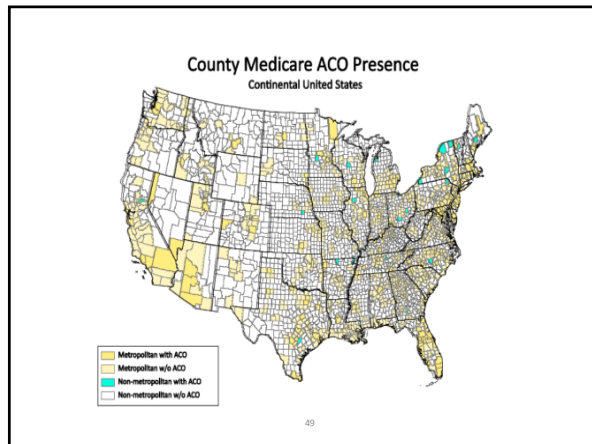 County Medicare ACO Presence
Continental United States
Metropolitan with ACO
Metropolitan w/o ACO
Non-metropolitan with ACO
Non-metropolitan w/o ACO
49